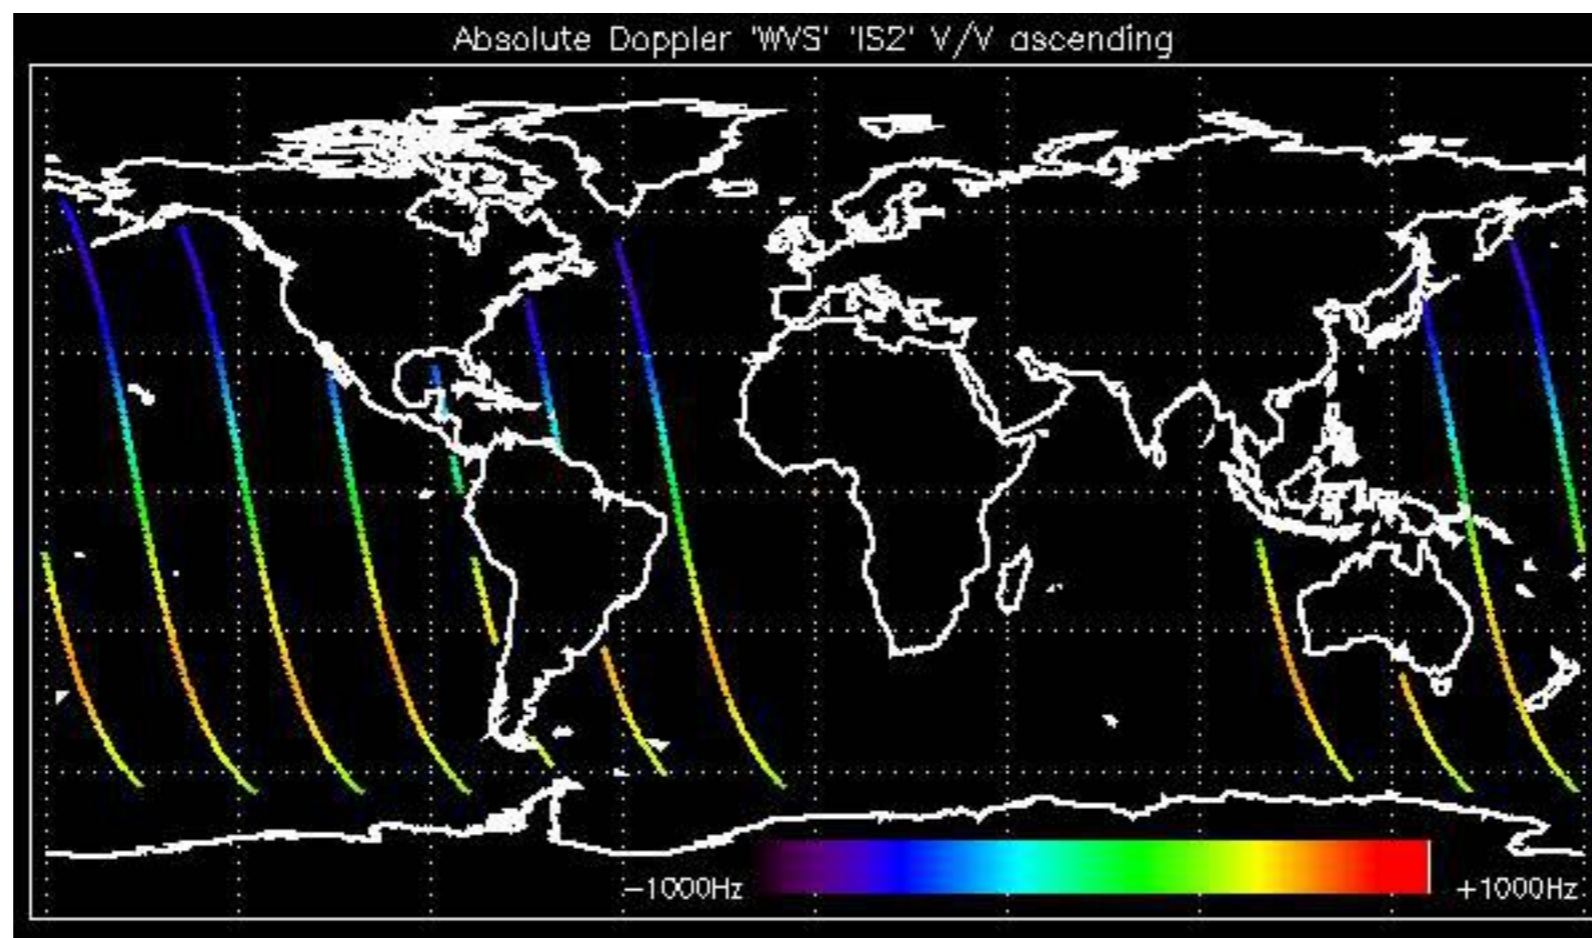 Absolute Doppler 'WVS' 'IS2' V/V ascending
−1000Hz
+1000Hz